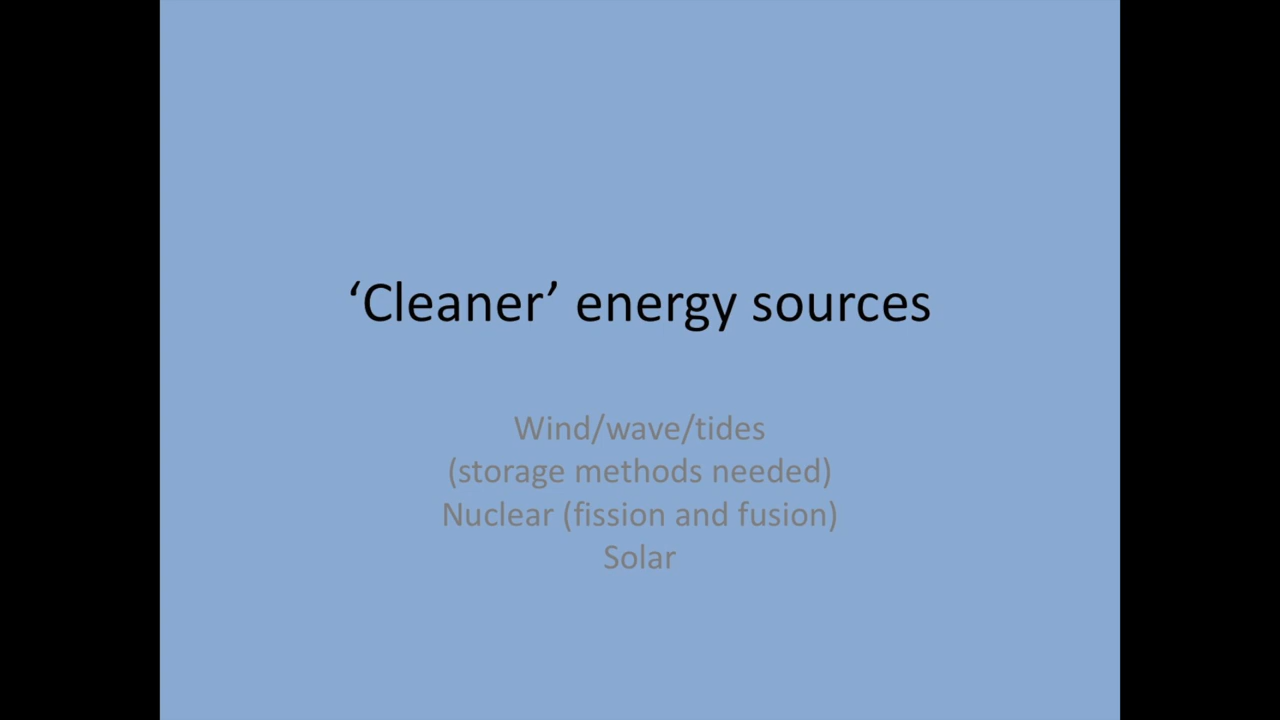 ‘Cleaner’ energy sources
Wind/wave/tides
(storage methods needed)
Nuclear (fission and fusion)
Solar